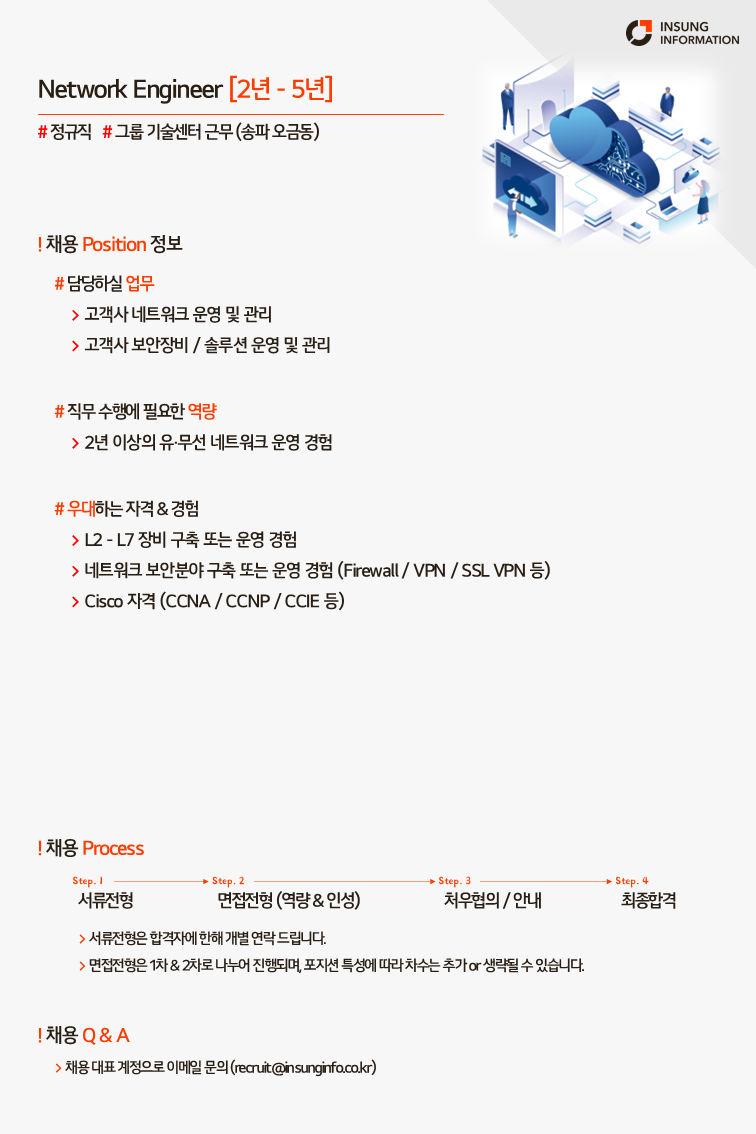 INSUNG
INFORMATION
Network Engineer [2년 - 5년]
# 정규직 # 그룹 기술센터 근무 (송파 오금동)
! 채용 Position 정보
# 담당하실 업무
> 고객사 네트워크 운영 및 관리
> 고객사 보안장비 / 솔루션 운영 및 관리
# 직무 수행에 필요한 역량
> 2년 이상의 유·무선 네트워크 운영 경험
# 우대하는 자격 & 경험
> L2 - L7 장비 구축 또는 운영 경험
> 네트워크 보안분야 구축 또는 운영 경험 (Firewall / VPN / SSL VPN 등)
> Cisco 자격 (CCNA / CCNP / CCIE 등)
! 채용 Process
Step. 1 Step. 2 Step. 3 Step. 4
서류전형 면접전형 (역량 & 인성) 처우협의 / 안내 최종합격
> 서류전형은 합격자에 한해 개별 연락 드립니다.
> 면접전형은 1차 & 2차로 나누어 진행되며, 포지션 특성에 따라 차수는 추가 or 생략될 수 있습니다.
! 채용 Q & A
> 채용 대표 계정으로 이메일 문의 (recruit@insunginfo.co.kr)